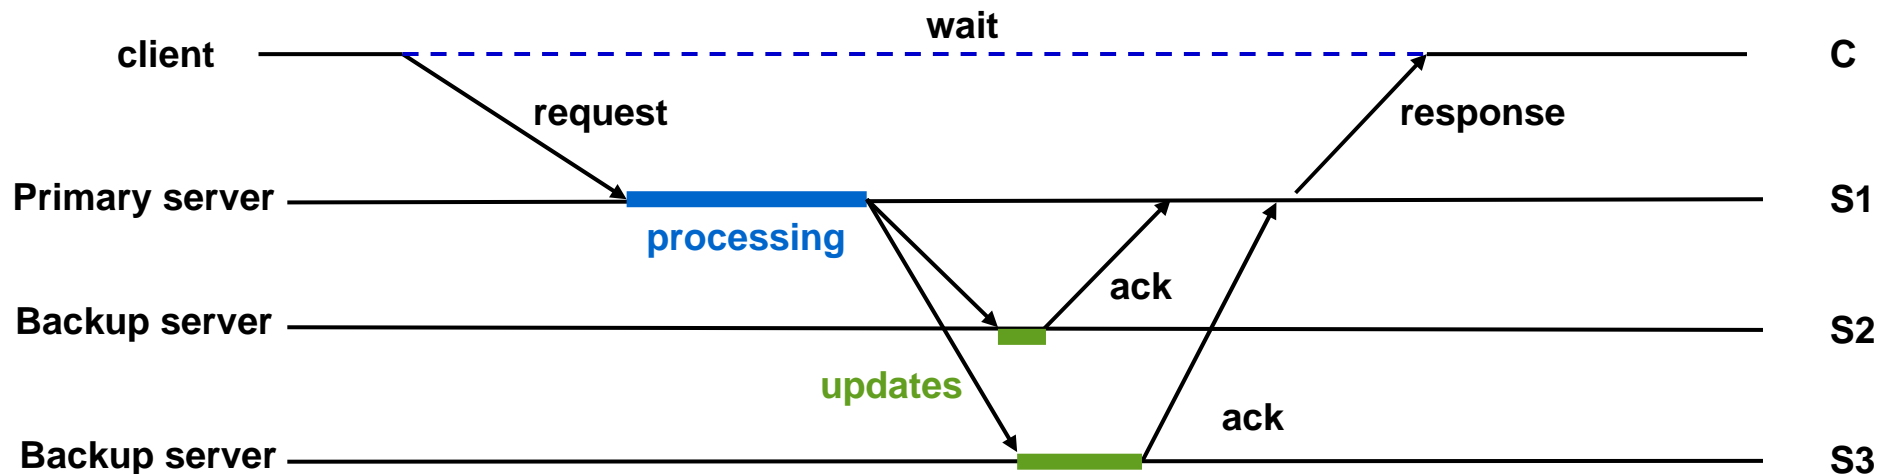 wait
client
C
request
response
Primary server
S1
processing
ack
Backup server
S2
updates
ack
Backup server
S3